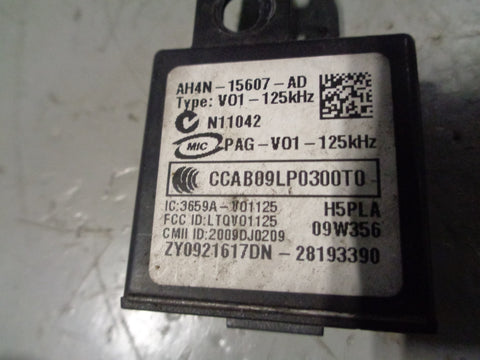 AH4N-15607-AD
Type: V01-125kHz
N11042
MIC PAG-V01-125kHz
CCAB09LP0300T0
IC:3659A-V01125 H5PLA
FCC ID:LTQV01125 09W356
CMII ID:2009DJ0209
ZY0921617DN-28193390